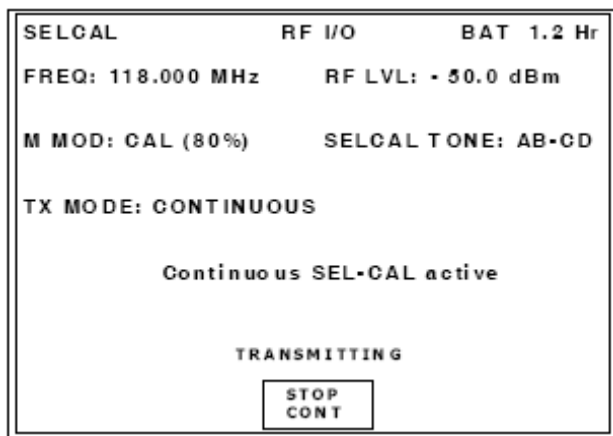 SELCAL RF I/O BAT 1.2 Hr
FREQ: 118.000 MHz RF LVL: - 50.0 dBm
M MOD: CAL (80%) SELCAL TONE: AB-CD
TX MODE: CONTINUOUS
Continuous SEL-CAL active
TRANSMITTING
STOP
CONT